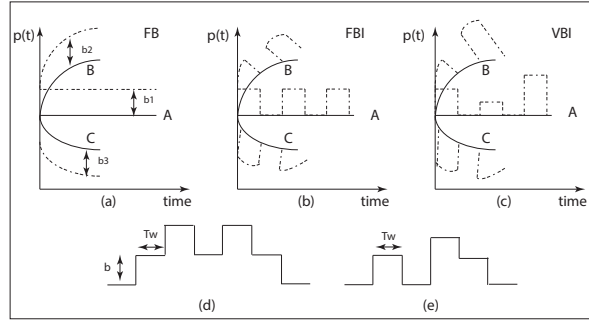 p(t) FB
b2
B
b1
A
C
b3
(a) time
p(t) FBI
B
A
C
(b) time
p(t) VBI
B
A
C
(c) time
Tw
b
(d)
Tw
(e)